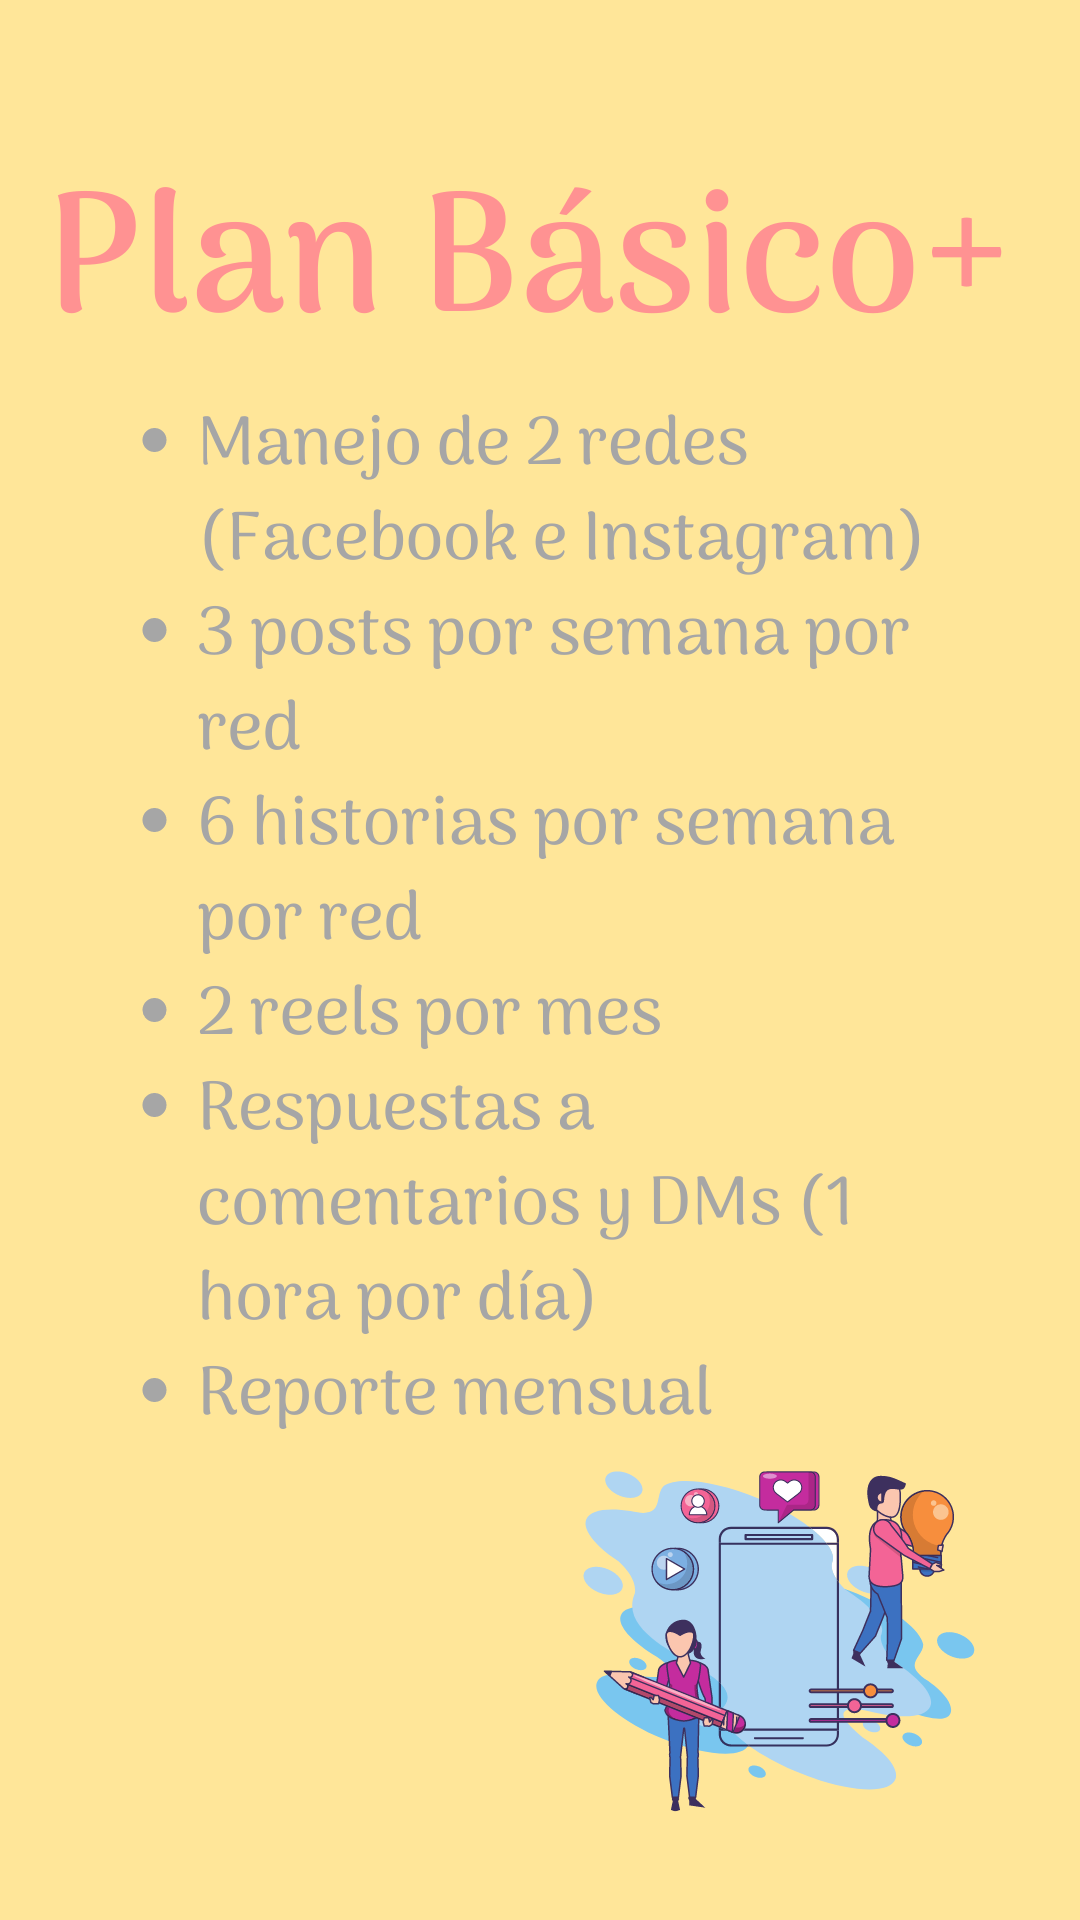 Plan Básico+
• Manejo de 2 redes
(Facebook e Instagram)
• 3 posts por semana por
red
• 6 historias por semana
por red
• 2 reels por mes
• Respuestas a
comentarios y DMs (1
hora por día)
• Reporte mensual